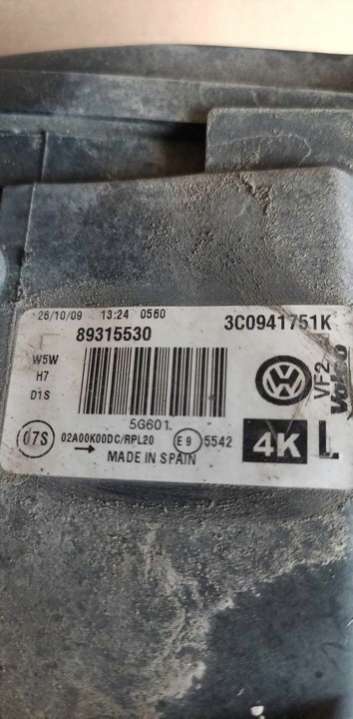 26/10/09 13:24 0560
89315530 3C0941751K
W5W
H7
D1S
VF2
Valeo
5G601.
07S 02A00K00DC/RPL20 E9 5542
4K L
MADE IN SPAIN